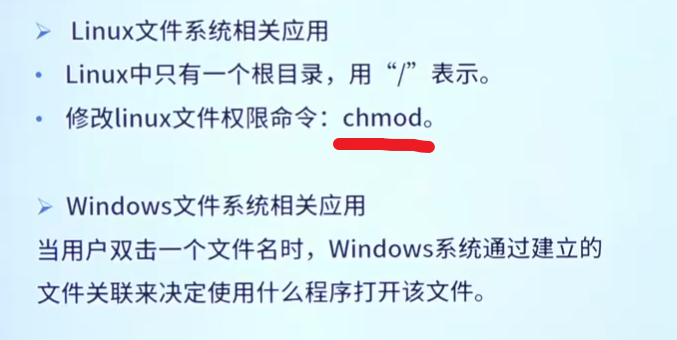 Linux文件系统相关应用
Linux中只有一个根目录，用“/”表示。
修改linux文件权限命令：chmod。
Windows文件系统相关应用
当用户双击一个文件名时，Windows系统通过建立的
文件关联来决定使用什么程序打开该文件。